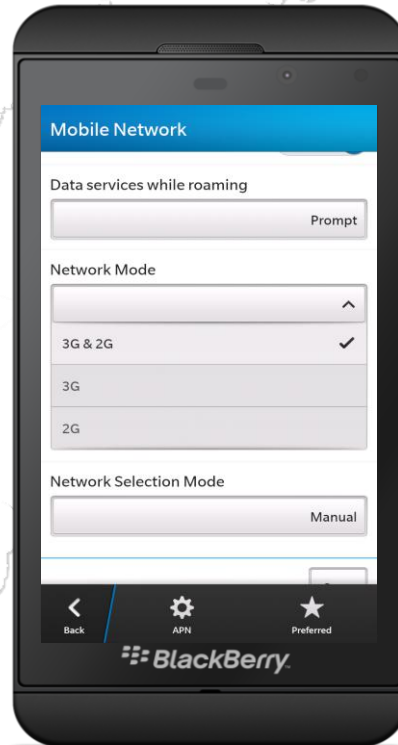 Mobile Network
Data services while roaming
Prompt
Network Mode
3G & 2G
3G
2G
Network Selection Mode
Manual
Back
APN
Preferred
BlackBerry